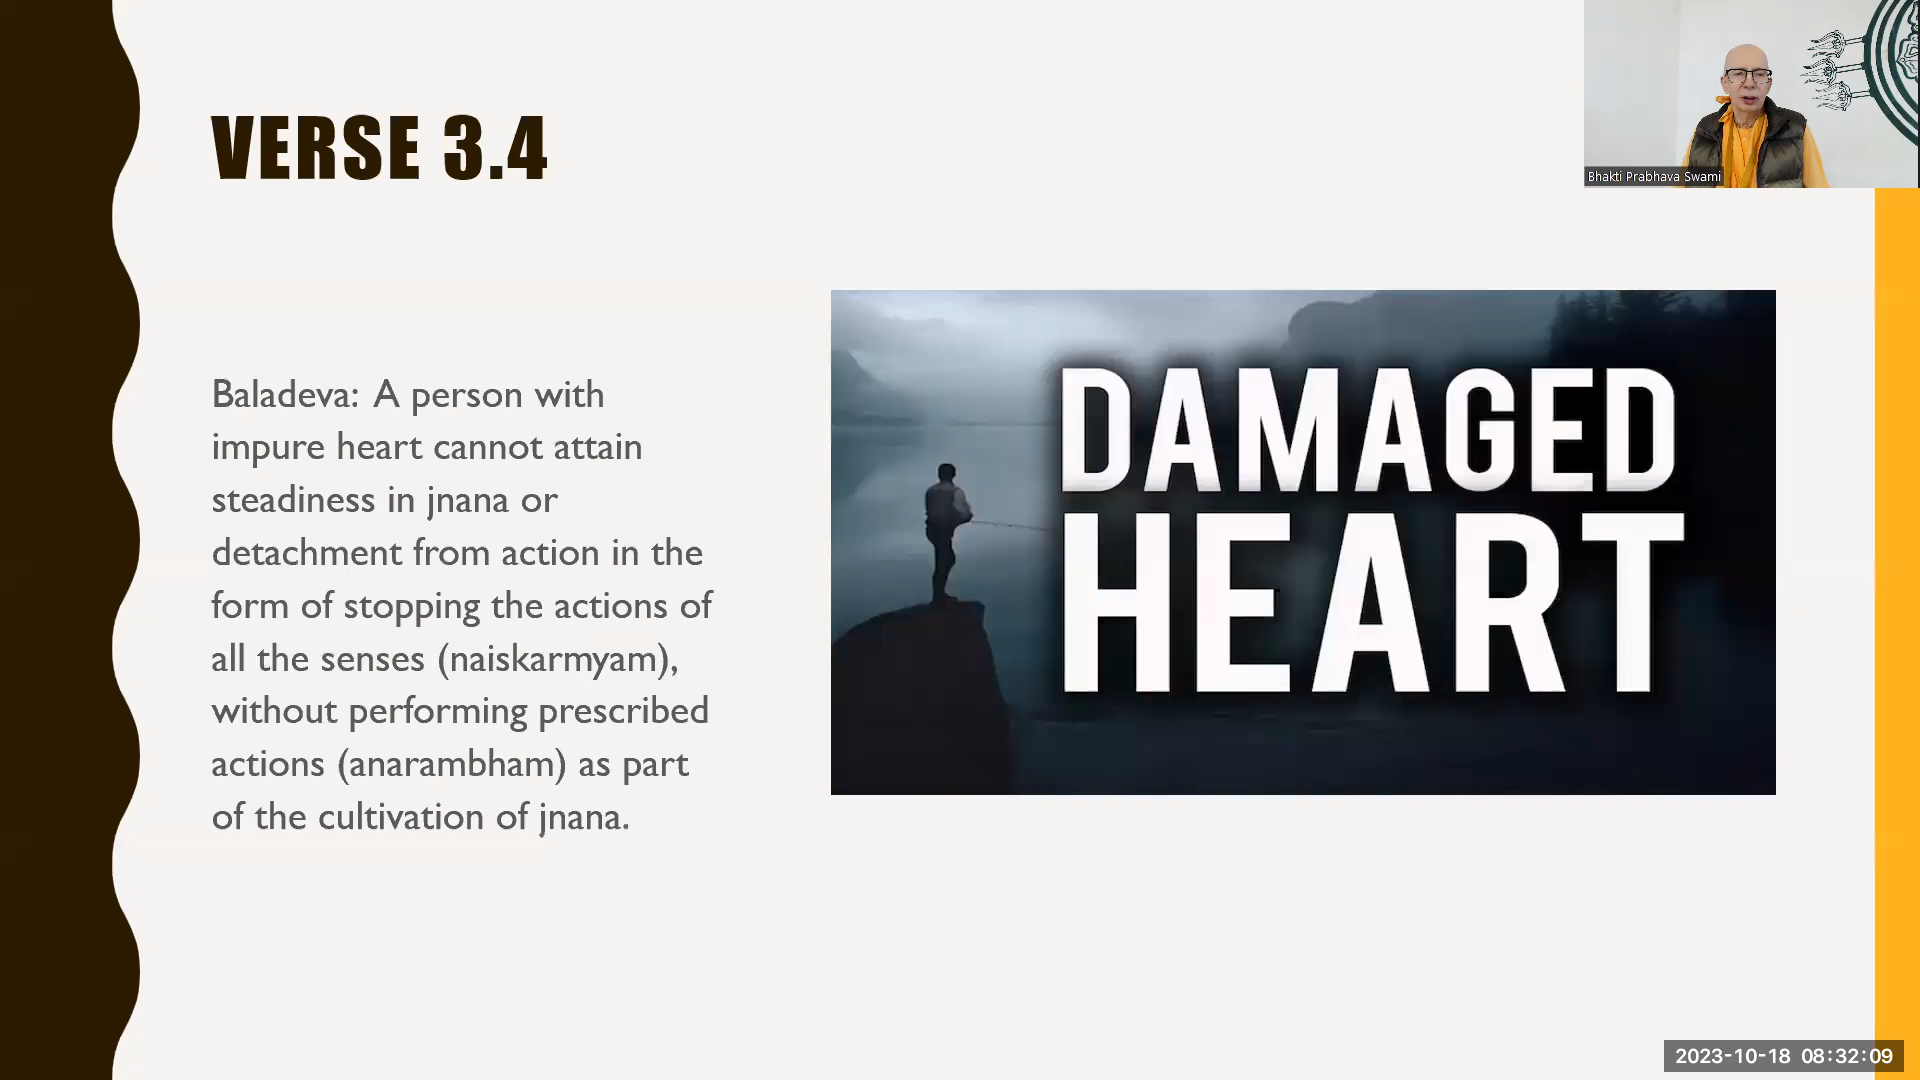 VERSE 3.4
Bhakti Prabhava Swami
Baladeva: A person with
impure heart cannot attain
steadiness in jnana or
detachment from action in the
form of stopping the actions of
all the senses (naiskarmyam),
without performing prescribed
actions (anarambham) as part
of the cultivation of jnana.
DAMAGED
HEART
2023-10-18 08:32:09